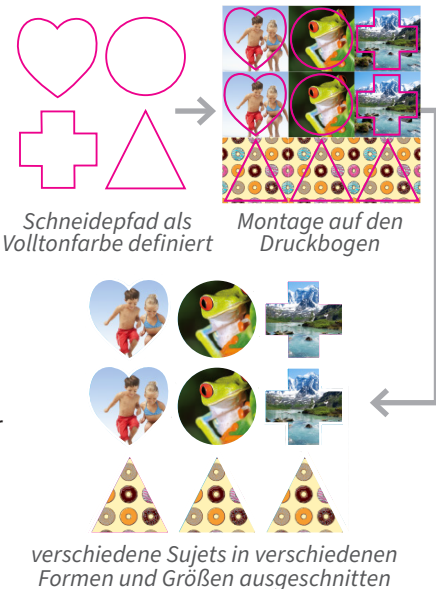 Schneidepfad als
Volltonfarbe definiert
Montage auf den
Druckbogen
verschiedene Sujets in verschiedenen
Formen und Größen ausgeschnitten